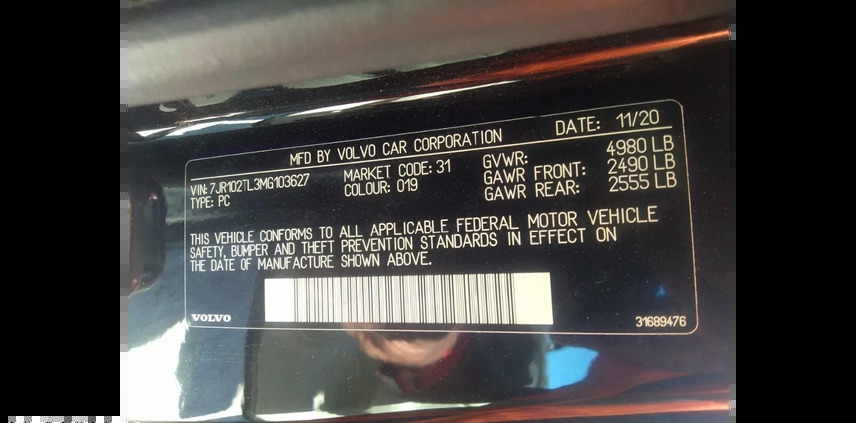 MFD BY VOLVO CAR CORPORATION DATE: 11/20
VIN: 7JR102TL3MG103627 MARKET CODE: 31 GVWR: 4980 LB
TYPE: PC COLOUR: 019 GAWR FRONT: 2490 LB
GAWR REAR: 2555 LB
THIS VEHICLE CONFORMS TO ALL APPLICABLE FEDERAL MOTOR VEHICLE
SAFETY, BUMPER AND THEFT PREVENTION STANDARDS IN EFFECT ON
THE DATE OF MANUFACTURE SHOWN ABOVE.
VOLVO 31689476